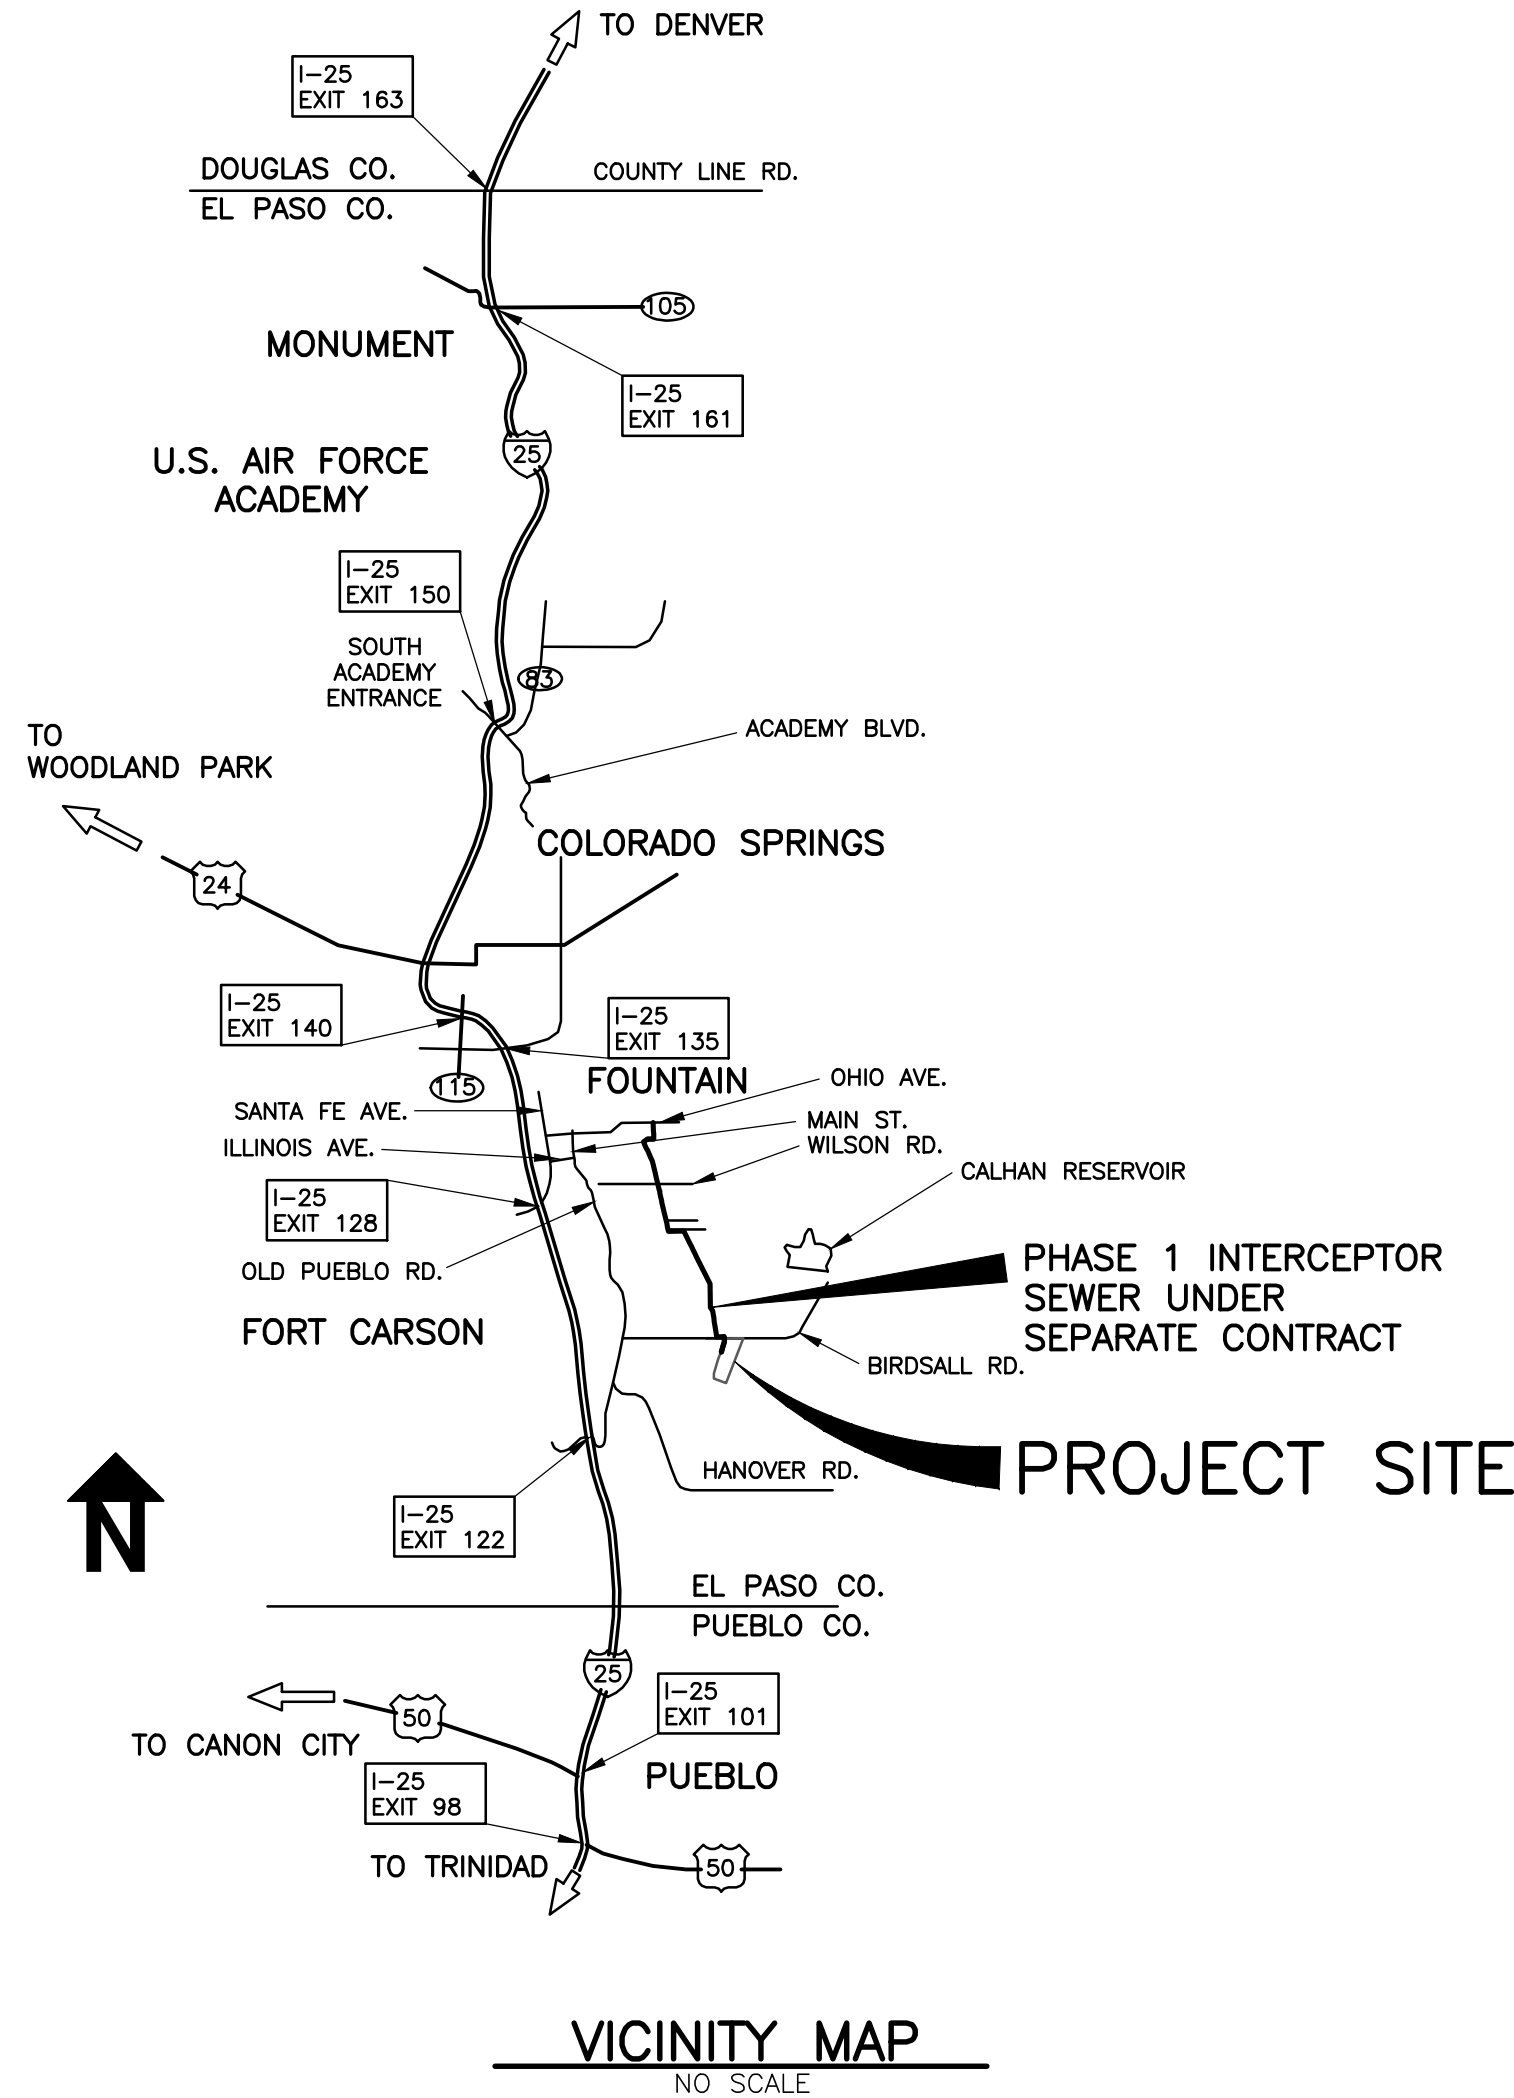 TO DENVER
I-25
EXIT 163
DOUGLAS CO.
COUNTY LINE RD.
EL PASO CO.
105
MONUMENT
I-25
EXIT 161
25
U.S. AIR FORCE
ACADEMY
I-25
EXIT 150
SOUTH
ACADEMY
ENTRANCE
83
ACADEMY BLVD.
TO
WOODLAND PARK
COLORADO SPRINGS
24
I-25
EXIT 140
I-25
EXIT 135
115
FOUNTAIN
OHIO AVE.
SANTA FE AVE.
MAIN ST.
ILLINOIS AVE.
WILSON RD.
CALHAN RESERVOIR
I-25
EXIT 128
OLD PUEBLO RD.
PHASE 1 INTERCEPTOR
SEWER UNDER
SEPARATE CONTRACT
FORT CARSON
BIRDSALL RD.
HANOVER RD.
PROJECT SITE
N
I-25
EXIT 122
EL PASO CO.
PUEBLO CO.
25
I-25
EXIT 101
50
TO CANON CITY
PUEBLO
I-25
EXIT 98
TO TRINIDAD
50
VICINITY MAP
NO SCALE